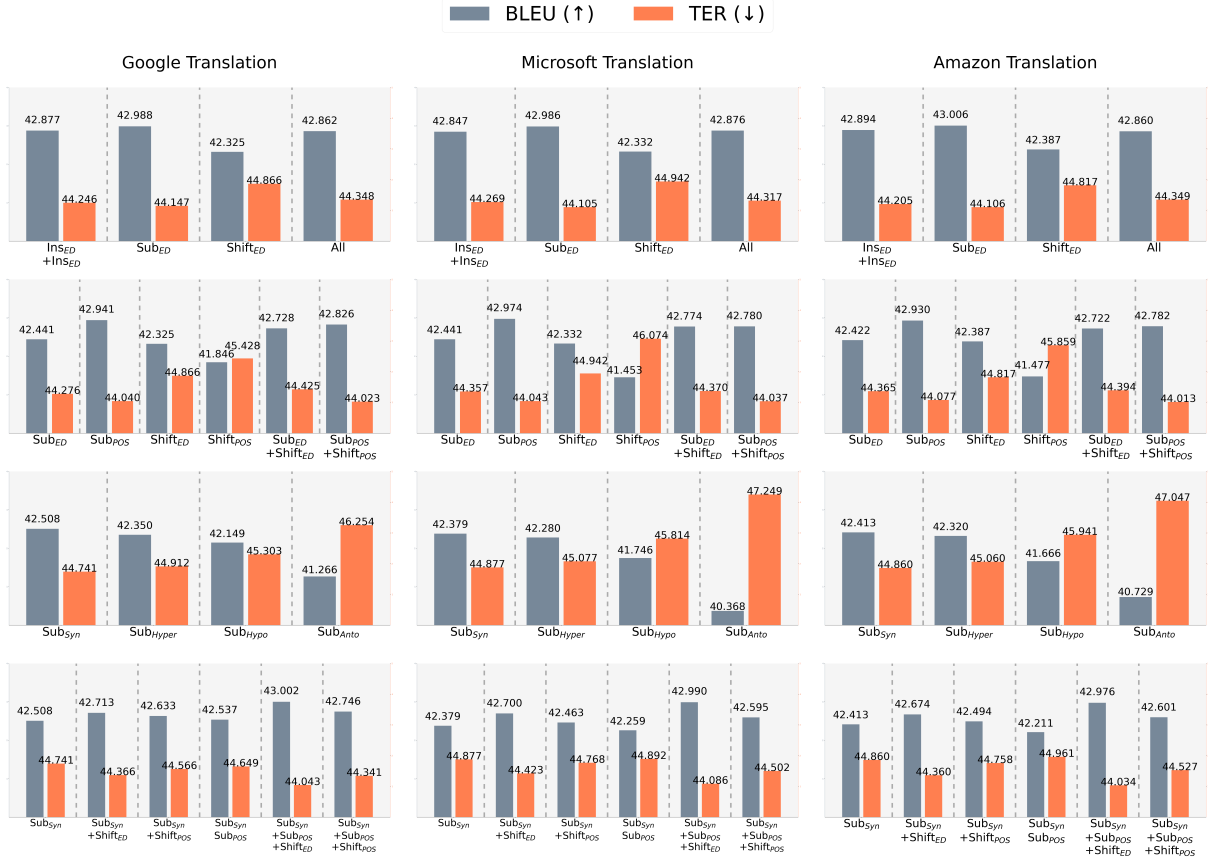 BLEU (↑) TER (↓)
Google Translation Microsoft Translation Amazon Translation
42.877 44.246 42.988 44.147 42.325 44.866 42.862 44.348
Ins_ED Sub_ED Shift_ED All
+Ins_ED
42.847 44.269 42.986 44.105 42.332 44.942 42.876 44.317
Ins_ED Sub_ED Shift_ED All
+Ins_ED
42.894 44.205 43.006 44.106 42.387 44.817 42.860 44.349
Ins_ED Sub_ED Shift_ED All
+Ins_ED
42.441 44.276 42.941 44.040 42.325 44.866 41.846 45.428 42.728 44.425 42.826 44.023
Sub_ED Sub_POS Shift_ED Shift_POS Sub_ED Sub_POS
+Shift_ED +Shift_POS
42.441 44.357 42.974 44.043 42.332 44.942 41.453 46.074 42.774 44.370 42.780 44.037
Sub_ED Sub_POS Shift_ED Shift_POS Sub_ED Sub_POS
+Shift_ED +Shift_POS
42.422 44.365 42.930 44.077 42.387 44.817 41.477 45.859 42.722 44.394 42.782 44.013
Sub_ED Sub_POS Shift_ED Shift_POS Sub_ED Sub_POS
+Shift_ED +Shift_POS
42.508 44.741 42.350 44.912 42.149 45.303 41.266 46.254
Sub_Syn Sub_Hyper Sub_Hypo Sub_Anto
42.379 44.877 42.280 45.077 41.746 45.814 40.368 47.249
Sub_Syn Sub_Hyper Sub_Hypo Sub_Anto
42.413 44.860 42.320 45.060 41.666 45.941 40.729 47.047
Sub_Syn Sub_Hyper Sub_Hypo Sub_Anto
42.508 44.741 42.713 44.366 42.633 44.566 42.537 44.649 43.002 44.043 42.746 44.341
Sub_Syn Sub_Syn Sub_Syn Sub_Syn Sub_Syn Sub_Syn
+Shift_ED +Shift_POS Sub_POS +Sub_POS +Sub_POS
+Shift_ED +Shift_POS
42.379 44.877 42.700 44.423 42.463 44.768 42.259 44.892 42.990 44.086 42.595 44.502
Sub_Syn Sub_Syn Sub_Syn Sub_Syn Sub_Syn Sub_Syn
+Shift_ED +Shift_POS Sub_POS +Sub_POS +Sub_POS
+Shift_ED +Shift_POS
42.413 44.860 42.674 44.360 42.494 44.758 42.211 44.961 42.976 44.034 42.601 44.527
Sub_Syn Sub_Syn Sub_Syn Sub_Syn Sub_Syn Sub_Syn
+Shift_ED +Shift_POS Sub_POS +Sub_POS +Sub_POS
+Shift_ED +Shift_POS